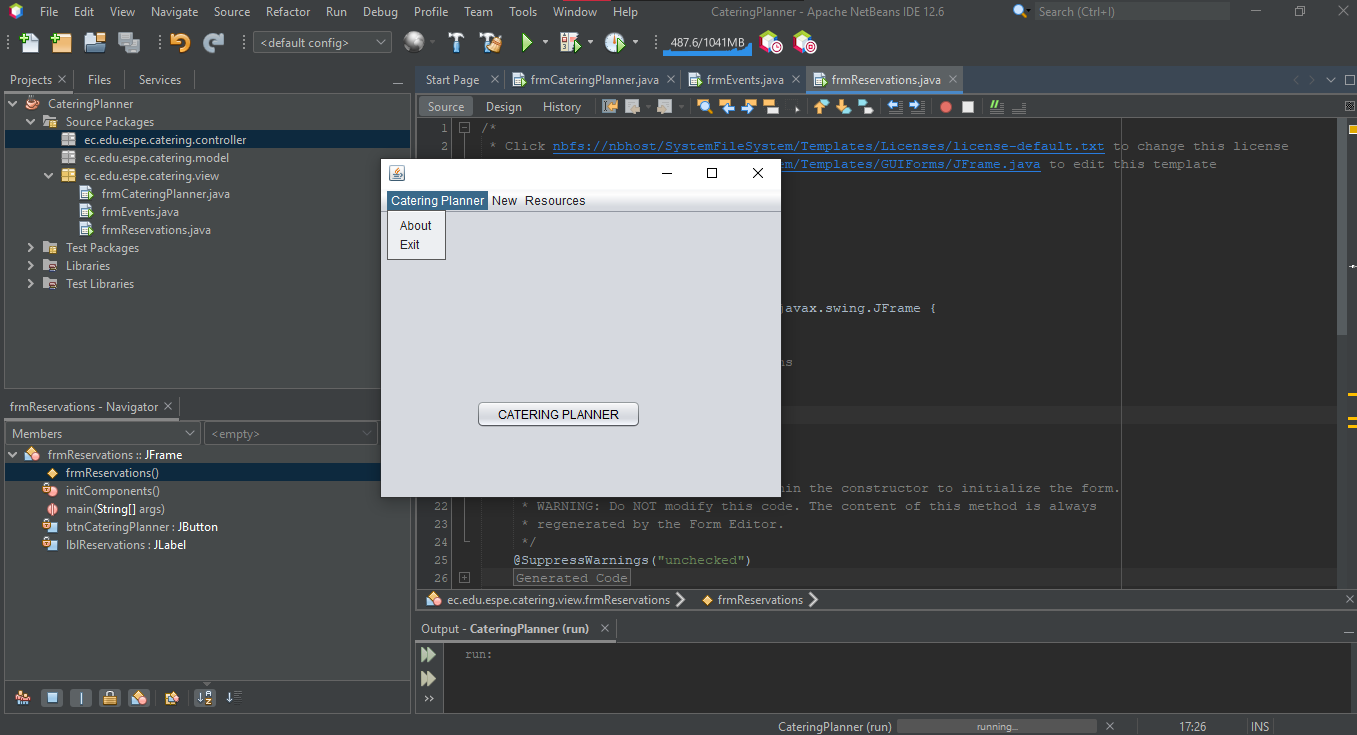 File Edit View Navigate Source Refactor Run Debug Profile Team Tools Window Help CateringPlanner - Apache NetBeans IDE 12.6 Search (Ctrl+I)
<default config> 487.6/1041MB
Projects Files Services
Start Page frmCateringPlanner.java frmEvents.java frmReservations.java
Source Design History
CateringPlanner
Source Packages
ec.edu.espe.catering.controller
ec.edu.espe.catering.model
ec.edu.espe.catering.view
frmCateringPlanner.java
frmEvents.java
frmReservations.java
Test Packages
Libraries
Test Libraries
1 /*
2 * Click nbfs://nbhost/SystemFileSystem/Templates/Licenses/license-default.txt to change this license
em/Templates/GUIForms/JFrame.java to edit this template
javax.swing.JFrame {
ns
Catering Planner New Resources
About
Exit
CATERING PLANNER
in the constructor to initialize the form.
22 * WARNING: Do NOT modify this code. The content of this method is always
23 * regenerated by the Form Editor.
24 */
25 @SuppressWarnings("unchecked")
26 Generated Code
frmReservations - Navigator
Members <empty>
frmReservations :: JFrame
frmReservations()
initComponents()
main(String[] args)
btnCateringPlanner : JButton
lblReservations : JLabel
ec.edu.espe.catering.view.frmReservations frmReservations
Output - CateringPlanner (run)
run:
CateringPlanner (run) running... 17:26 INS